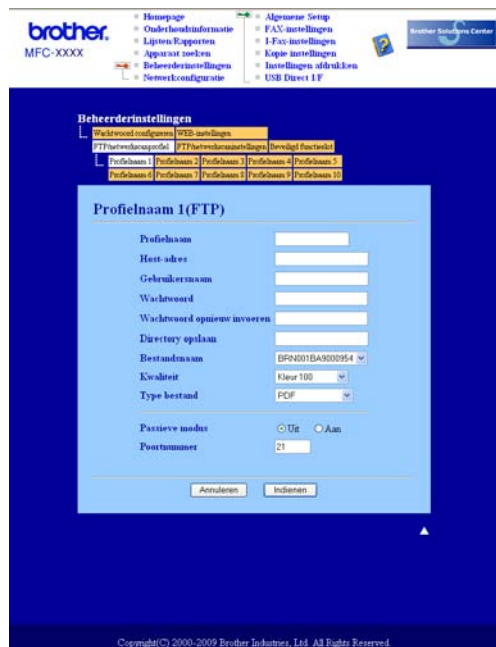 brother.
MFC-XXXX
Homepage
Onderhoudsinformatie
Lijsten/Rapporten
Apparaat zoeken
Beheerderinstellingen
Netwerkconfiguratie
Algemene Setup
FAX-instellingen
I-Fax-instellingen
Kopie instellingen
Instellingen afdrukken
USB Direct I/F
Brother Solutions Center
Beheerderinstellingen
Wachtwoord configureren WEB-instellingen
FTP/netwerkscanprofiel FTP/netwerkscaninstellingen Beveiligd functieslot
Profielnaam 1 Profielnaam 2 Profielnaam 3 Profielnaam 4 Profielnaam 5
Profielnaam 6 Profielnaam 7 Profielnaam 8 Profielnaam 9 Profielnaam 10
Profielnaam 1(FTP)
Profielnaam
Host-adres
Gebruikersnaam
Wachtwoord
Wachtwoord opnieuw invoeren
Directory opslaan
Bestandsnaam BRN001BA9000954
Kwaliteit Kleur 100
Type bestand PDF
Passieve modus Uit Aan
Poortnummer 21
Annuleren Indienen
Copyright(C) 2000-2009 Brother Industries, Ltd. All Rights Reserved.